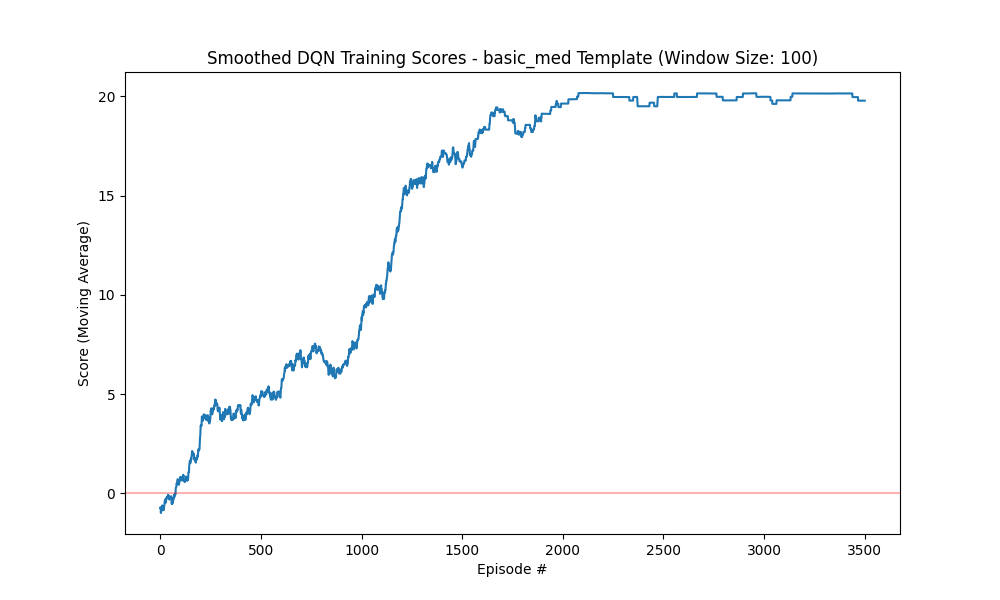 Smoothed DQN Training Scores - basic_med Template (Window Size: 100)
20
15
10
5
0
Score (Moving Average)
0 500 1000 1500 2000 2500 3000 3500
Episode #